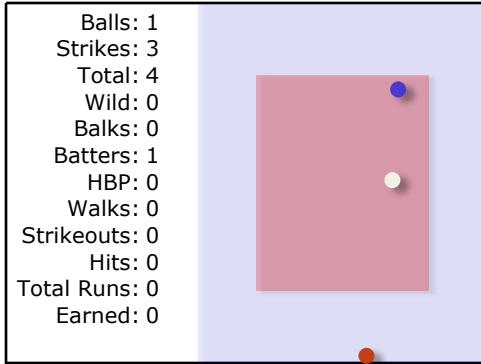 Balls: 1
Strikes: 3
Total: 4
Wild: 0
Balks: 0
Batters: 1
HBP: 0
Walks: 0
Strikeouts: 0
Hits: 0
Total Runs: 0
Earned: 0